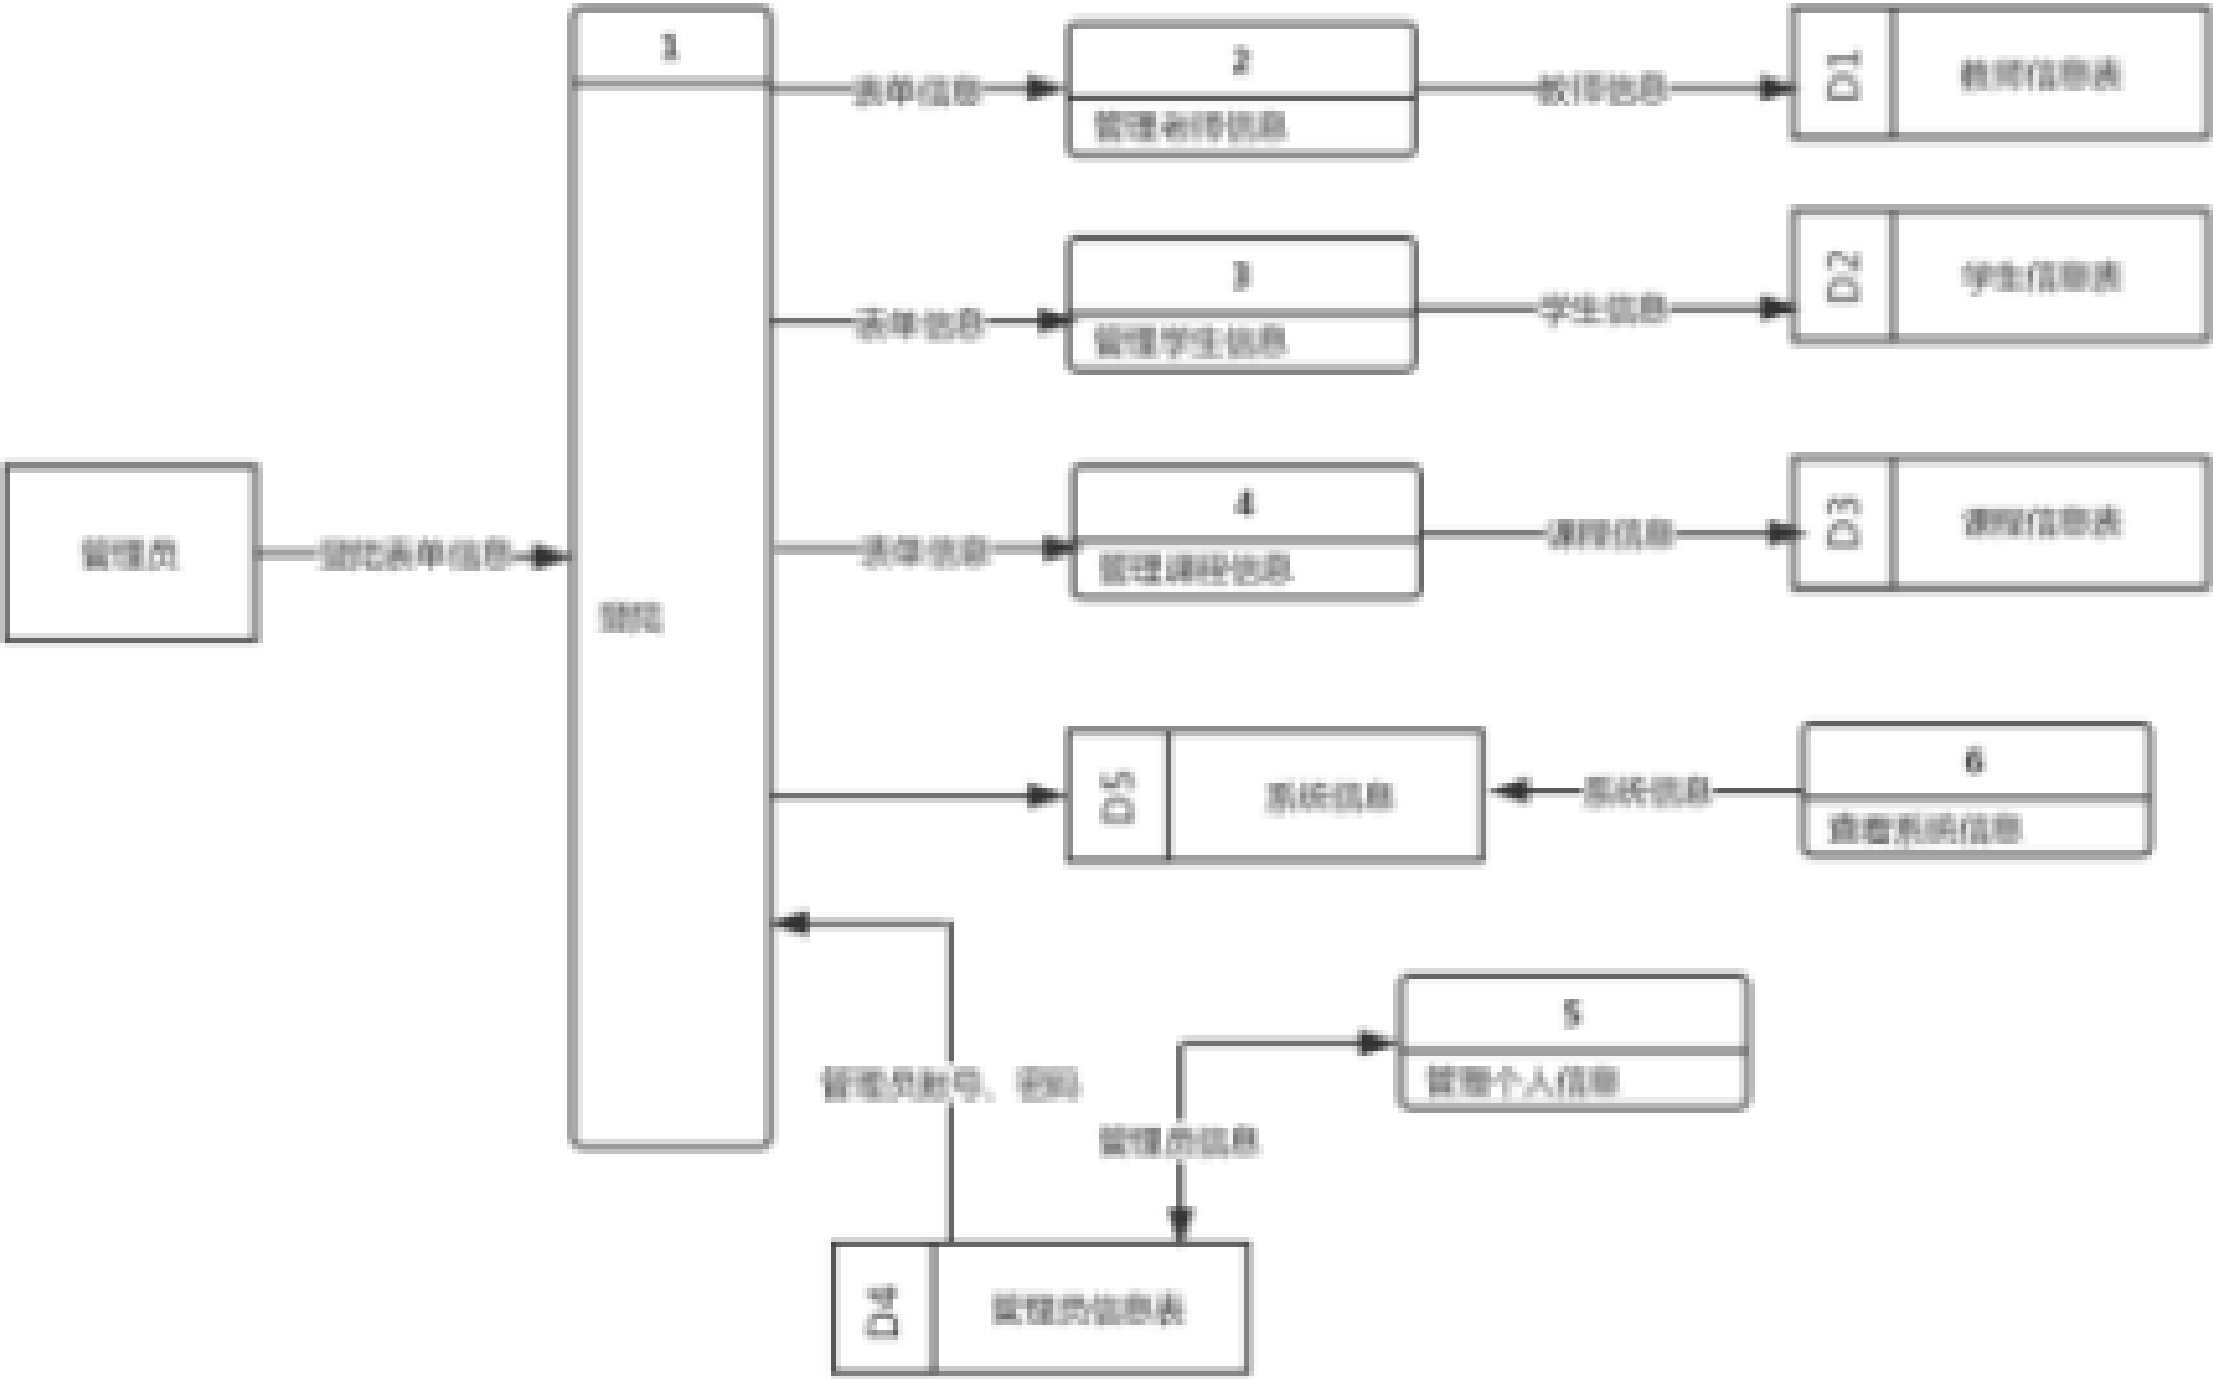 1
表单信息
2
管理老师信息
教师信息
D1
教师信息表
表单信息
3
管理学生信息
学生信息
D2
学生信息表
管理员
登陆表单信息
登陆
表单信息
4
管理课程信息
课程信息
D3
课程信息表
D5
系统信息
系统信息
6
查看系统信息
管理员账号、密码
管理员信息
5
管理个人信息
D4
管理员信息表